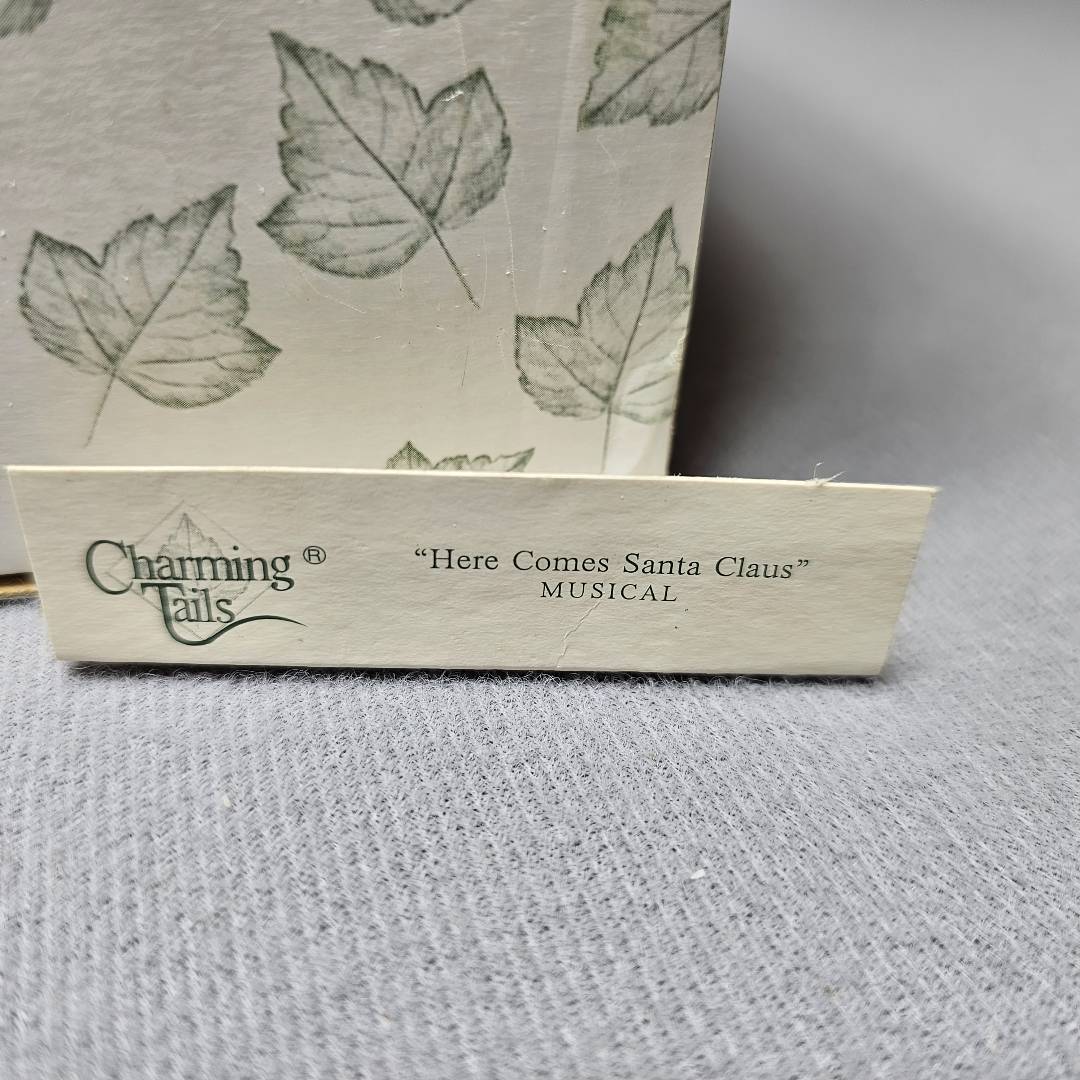 Charming ®
Tails
“Here Comes Santa Claus”
MUSICAL